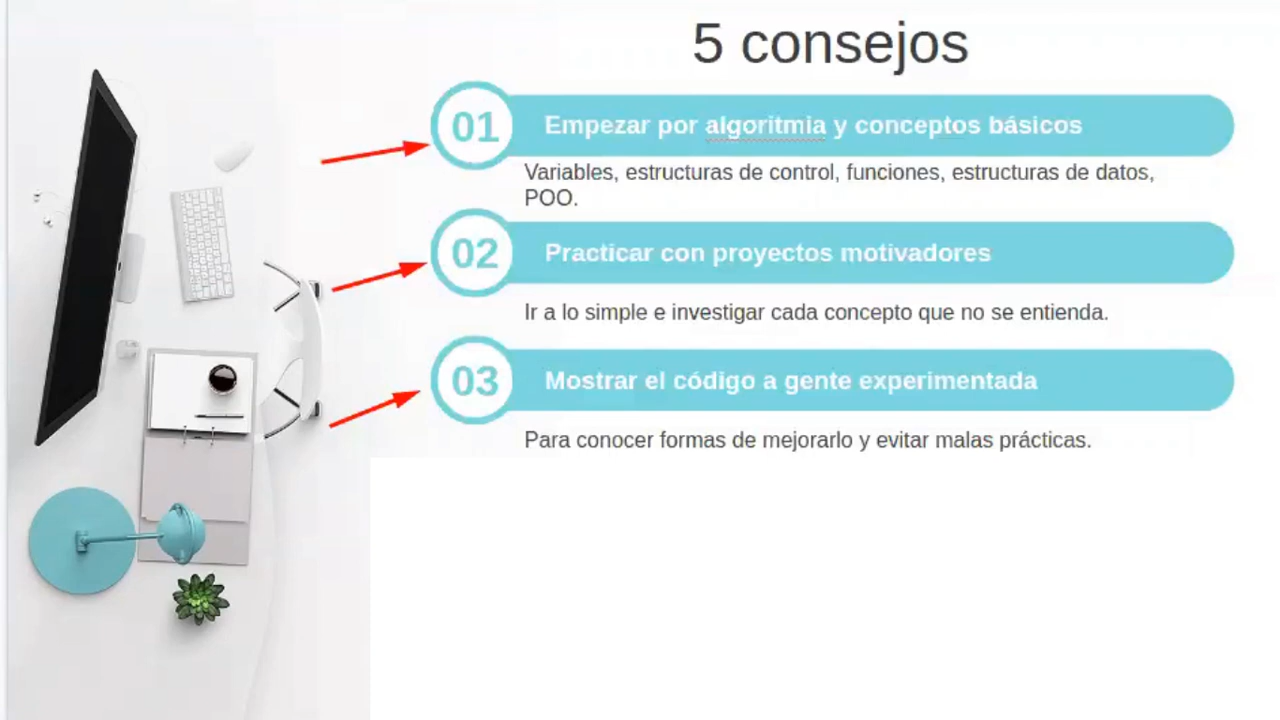 5 consejos
01
Empezar por algoritmia y conceptos básicos
Variables, estructuras de control, funciones, estructuras de datos,
POO.
02
Practicar con proyectos motivadores
Ir a lo simple e investigar cada concepto que no se entienda.
03
Mostrar el código a gente experimentada
Para conocer formas de mejorarlo y evitar malas prácticas.